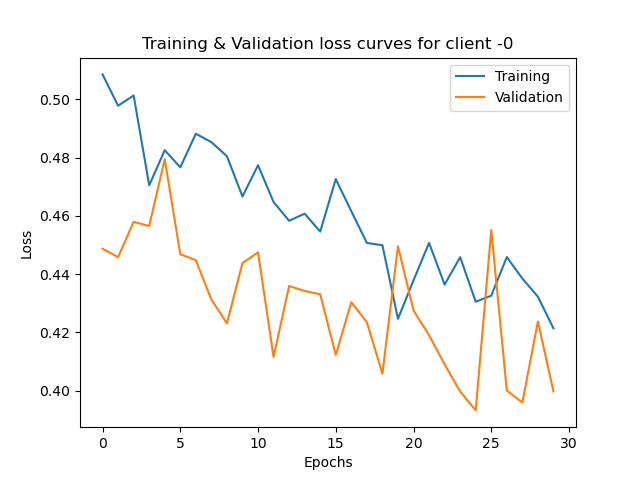 Training & Validation loss curves for client -0
Training
Validation
0.50
0.48
0.46
0.44
0.42
0.40
Loss
0 5 10 15 20 25 30
Epochs